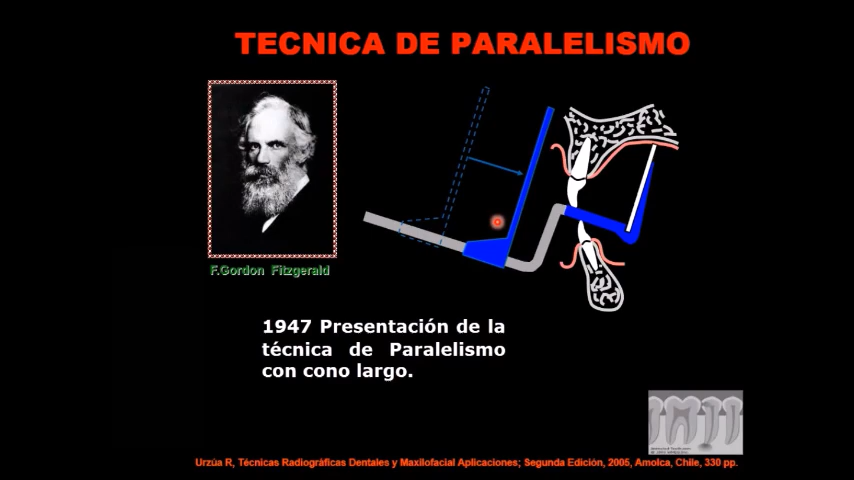 TECNICA DE PARALELISMO
F.Gordon Fitzgerald
1947 Presentación de la
técnica de Paralelismo
con cono largo.
Urzúa R, Técnicas Radiográficas Dentales y Maxilofacial Aplicaciones; Segunda Edición, 2005, Amolca, Chile, 330 pp.